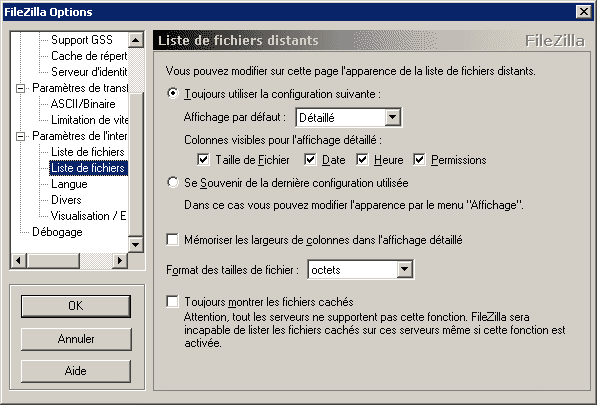 FileZilla Options
Support GSS
Cache de répert
Serveur d'identit
Paramètres de transl
ASCII/Binaire
Limitation de vite
Paramètres de l'inter
Liste de fichiers
Liste de fichiers
Langue
Divers
Visualisation / E
Débogage
OK
Annuler
Aide
Liste de fichiers distants
FileZilla
Vous pouvez modifier sur cette page l'apparence de la liste de fichiers distants.
Toujours utiliser la configuration suivante :
Affichage par défaut : Détaillé
Colonnes visibles pour l'affichage détaillé :
Taille de Fichier Date Heure Permissions
Se Souvenir de la dernière configuration utilisée
Dans ce cas vous pouvez modifier l'apparence par le menu "Affichage".
Mémoriser les largeurs de colonnes dans l'affichage détaillé
Format des tailles de fichier : octets
Toujours montrer les fichiers cachés
Attention, tout les serveurs ne supportent pas cette fonction. FileZilla sera
incapable de lister les fichiers cachés sur ces serveurs même si cette fonction est
activée.